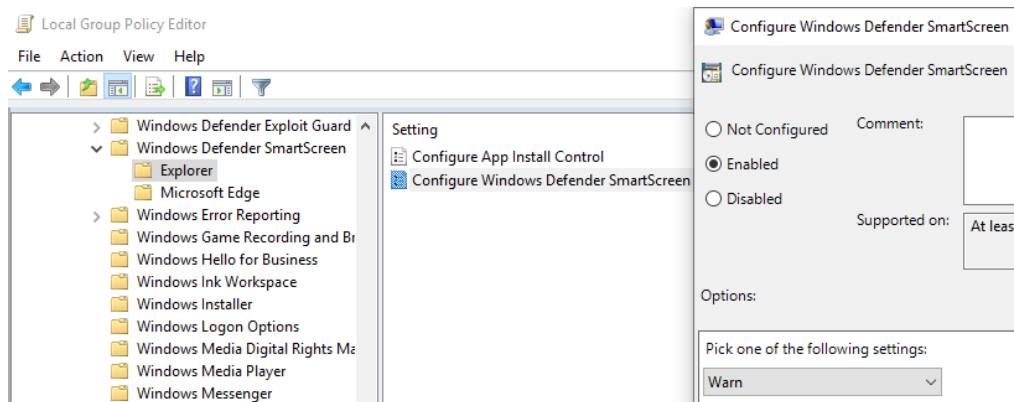 Local Group Policy Editor
File Action View Help
Windows Defender Exploit Guard
Windows Defender SmartScreen
Explorer
Microsoft Edge
Windows Error Reporting
Windows Game Recording and Br
Windows Hello for Business
Windows Ink Workspace
Windows Installer
Windows Logon Options
Windows Media Digital Rights Ma
Windows Media Player
Windows Messenger
Setting
Configure App Install Control
Configure Windows Defender SmartScreen
Configure Windows Defender SmartScreen
Configure Windows Defender SmartScreen
Not Configured
Enabled
Disabled
Comment:
Supported on:
At leas
Options:
Pick one of the following settings:
Warn